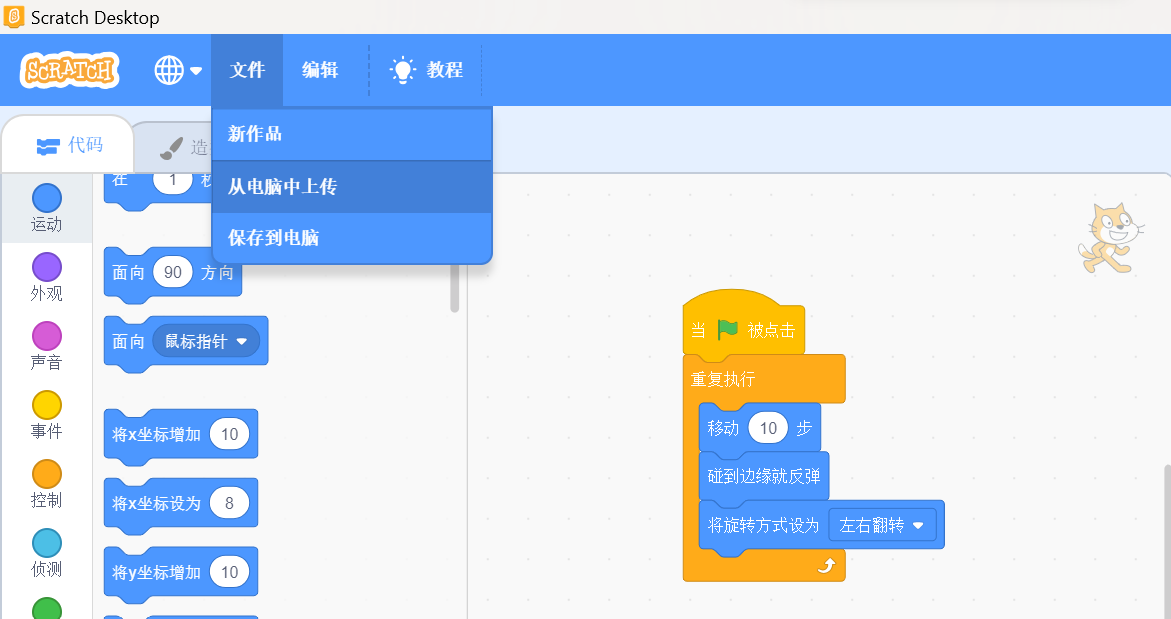 Scratch Desktop
SCRATCH
文件
编辑
教程
新作品
从电脑中上传
保存到电脑
代码
造
运动
外观
声音
事件
控制
侦测
在 1 秒
面向 90 方向
面向 鼠标指针
将x坐标增加 10
将x坐标设为 8
将y坐标增加 10
当 被点击
重复执行
移动 10 步
碰到边缘就反弹
将旋转方式设为 左右翻转